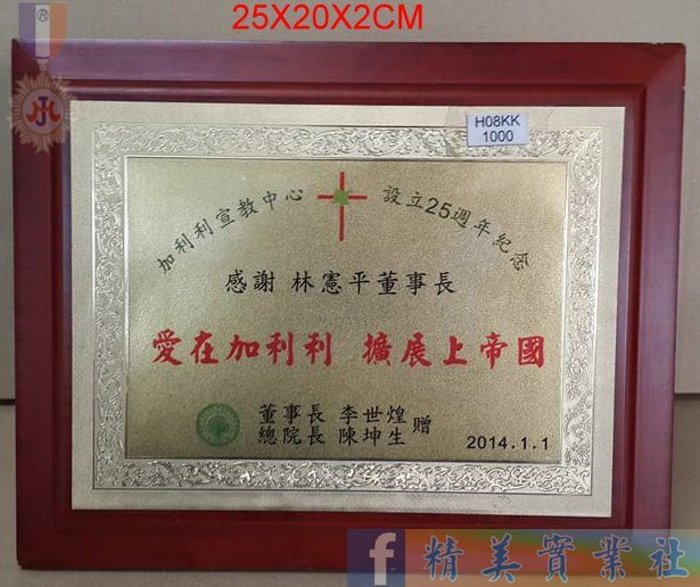 25X20X2CM
®
H08KK
1000
加利利宣教中心 設立25週年紀念
感謝 林憲平董事長
愛在加利利 擴展上帝國
董事長 李世煌
總院長 陳坤生
贈
2014.1.1
f 精美實業社